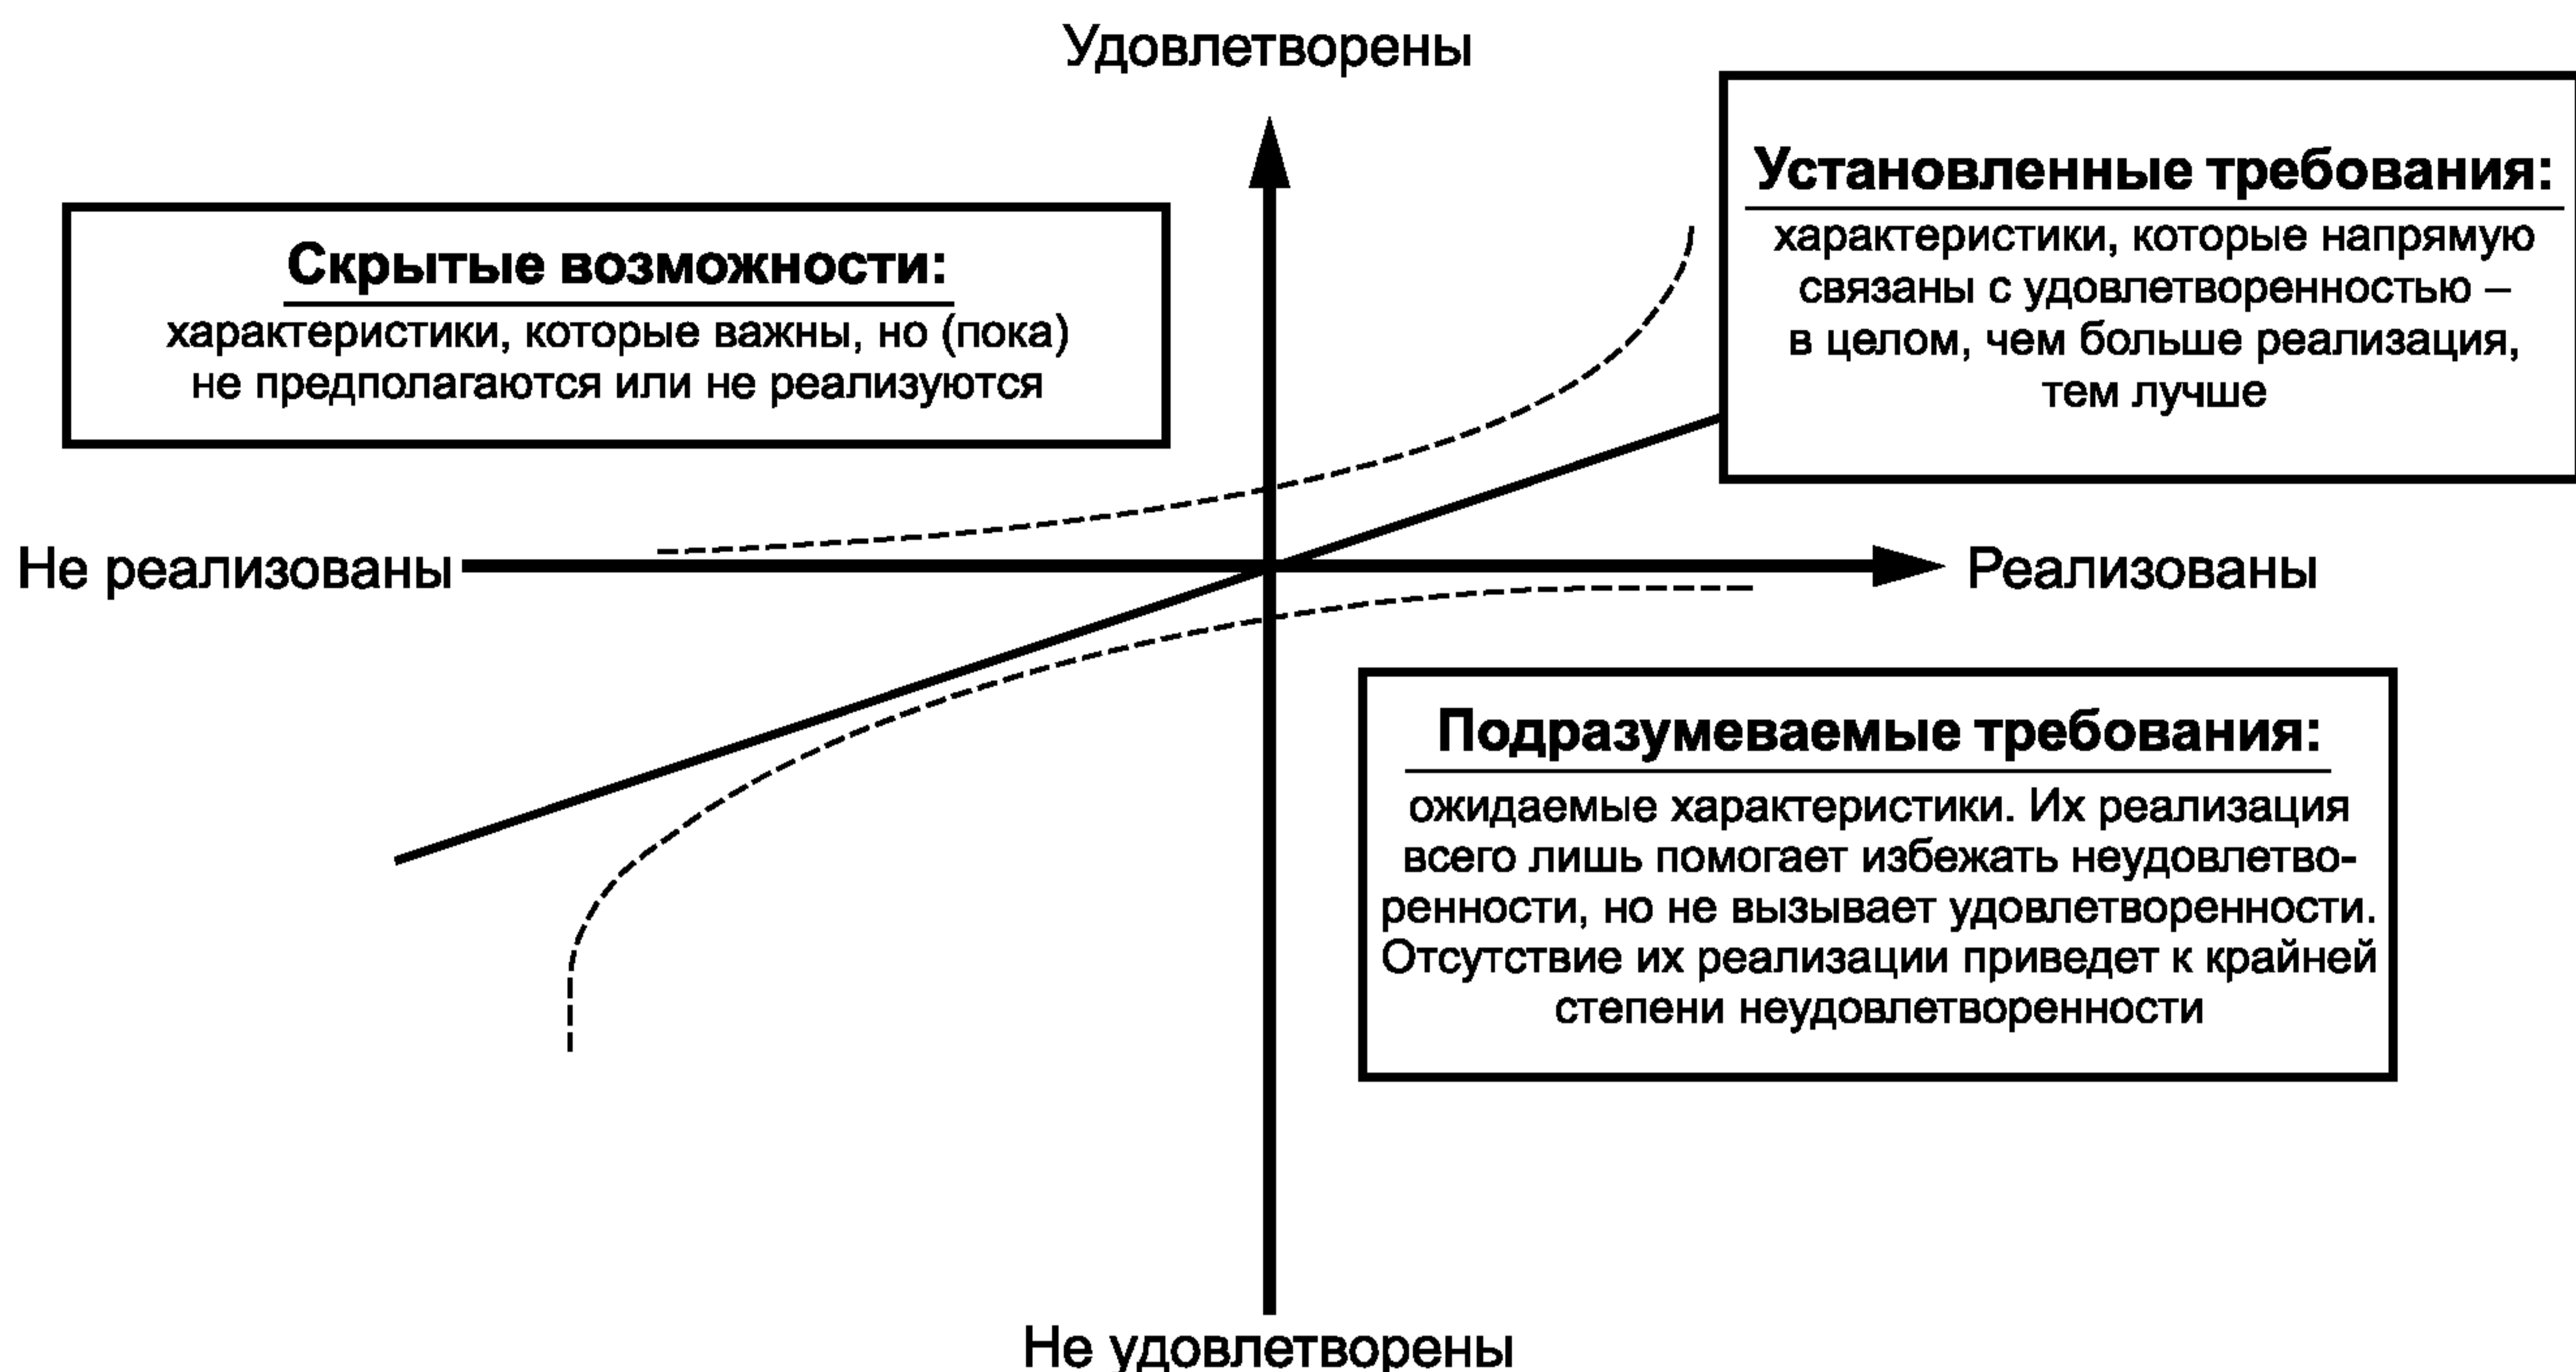 Удовлетворены
Установленные требования:
характеристики, которые напрямую
связаны с удовлетворенностью –
в целом, чем больше реализация,
тем лучше
Скрытые возможности:
характеристики, которые важны, но (пока)
не предполагаются или не реализуются
Не реализованы
Реализованы
Подразумеваемые требования:
ожидаемые характеристики. Их реализация
всего лишь помогает избежать неудовлетво-
ренности, но не вызывает удовлетворенности.
Отсутствие их реализации приведет к крайней
степени неудовлетворенности
Не удовлетворены